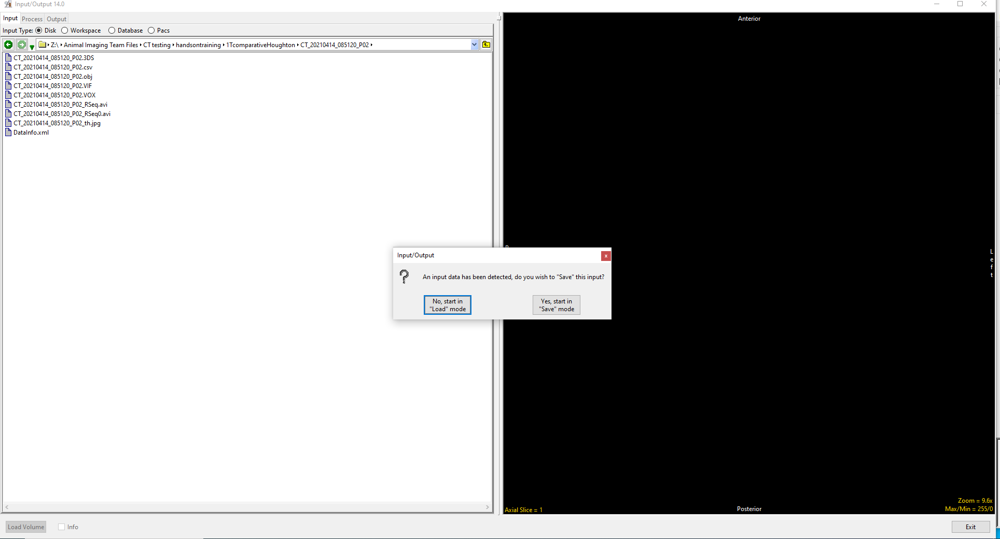 Input/Output 14.0
Input Process Output
Input Type: Disk Workspace Database Pacs
Z:\ Animal Imaging Team Files CT testing handsontraining 1TcomparativeHoughton CT_20210414_085120_P02
CT_20210414_085120_P02.3DS
CT_20210414_085120_P02.csv
CT_20210414_085120_P02.obj
CT_20210414_085120_P02.VIF
CT_20210414_085120_P02.VOX
CT_20210414_085120_P02_RSeq.avi
CT_20210414_085120_P02_RSeq0.avi
CT_20210414_085120_P02_th.jpg
DataInfo.xml
Anterior
Input/Output
x
An input data has been detected, do you wish to "Save" this input?
No, start in
"Load" mode
Yes, start in
"Save" mode
L
e
f
t
Zoom = 9.6x
Axial Slice = 1
Posterior
Max/Min = 255/0
Load Volume
Info
Exit